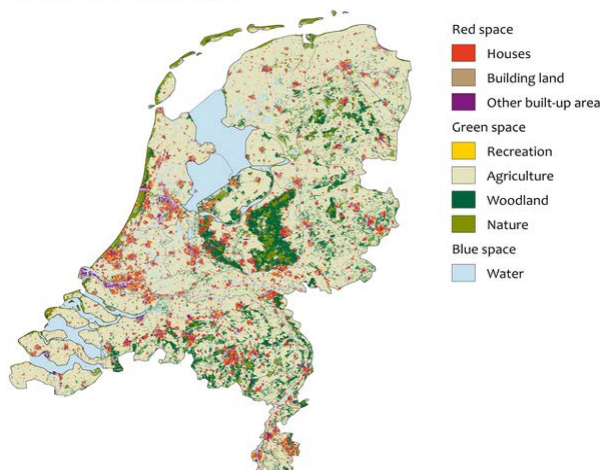 Red space
Houses
Building land
Other built-up area
Green space
Recreation
Agriculture
Woodland
Nature
Blue space
Water